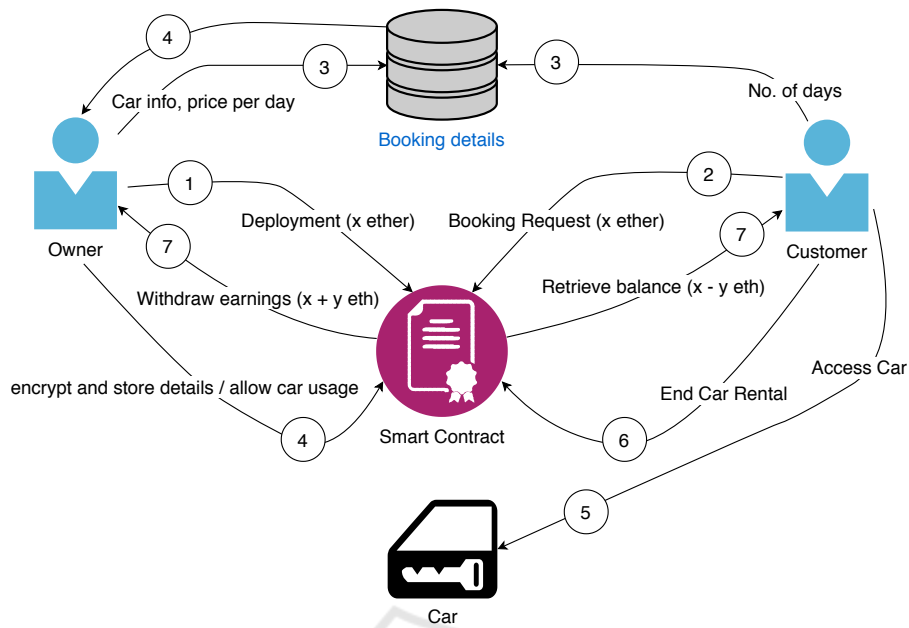 4
3
3
Car info, price per day
No. of days
Booking details
1
2
Deployment (x ether)
Booking Request (x ether)
Owner
7
7
Customer
Withdraw earnings (x + y eth)
Retrieve balance (x - y eth)
encrypt and store details / allow car usage
Access Car
End Car Rental
4
Smart Contract
6
5
Car